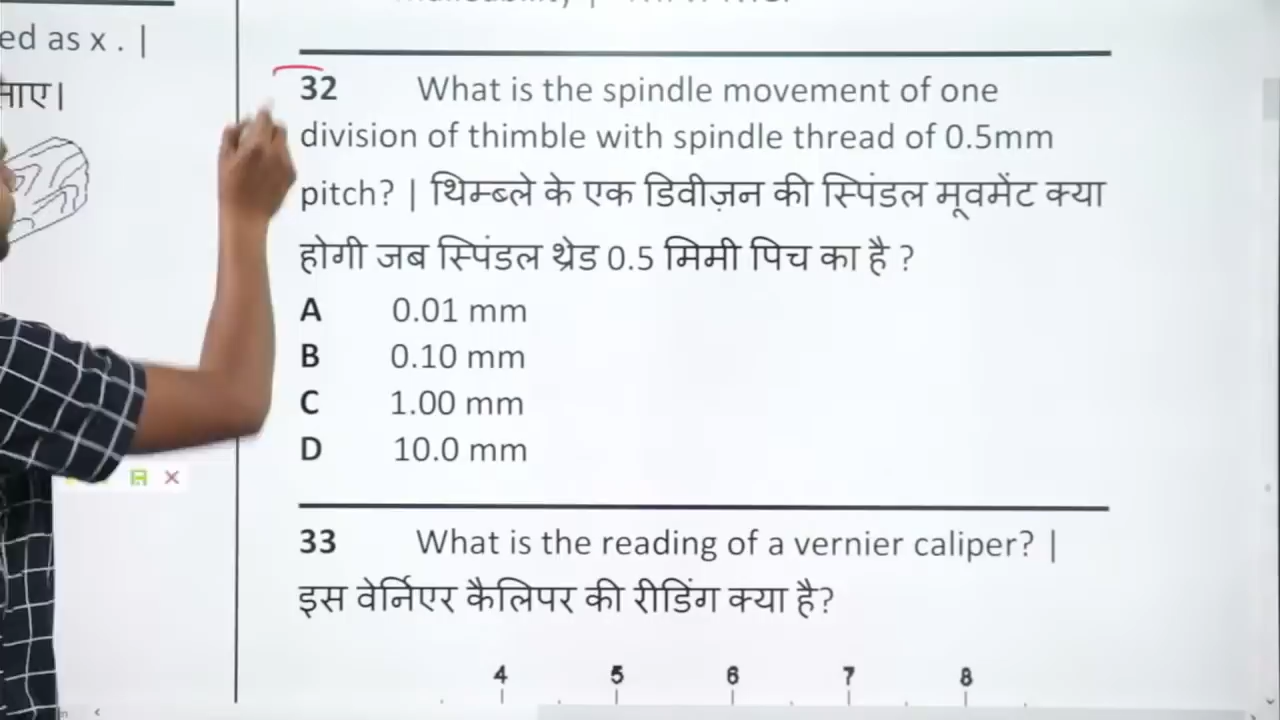 ed as x . |
32 What is the spindle movement of one
division of thimble with spindle thread of 0.5mm
pitch? | थिम्ब्ले के एक डिवीज़न की स्पिंडल मूवमेंट क्या
होगी जब स्पिंडल थ्रेड 0.5 मिमी पिच का है ?
A 0.01 mm
B 0.10 mm
C 1.00 mm
D 10.0 mm
33 What is the reading of a vernier caliper? |
इस वेर्निएर कैलिपर की रीडिंग क्या है?
4 5 6 7 8